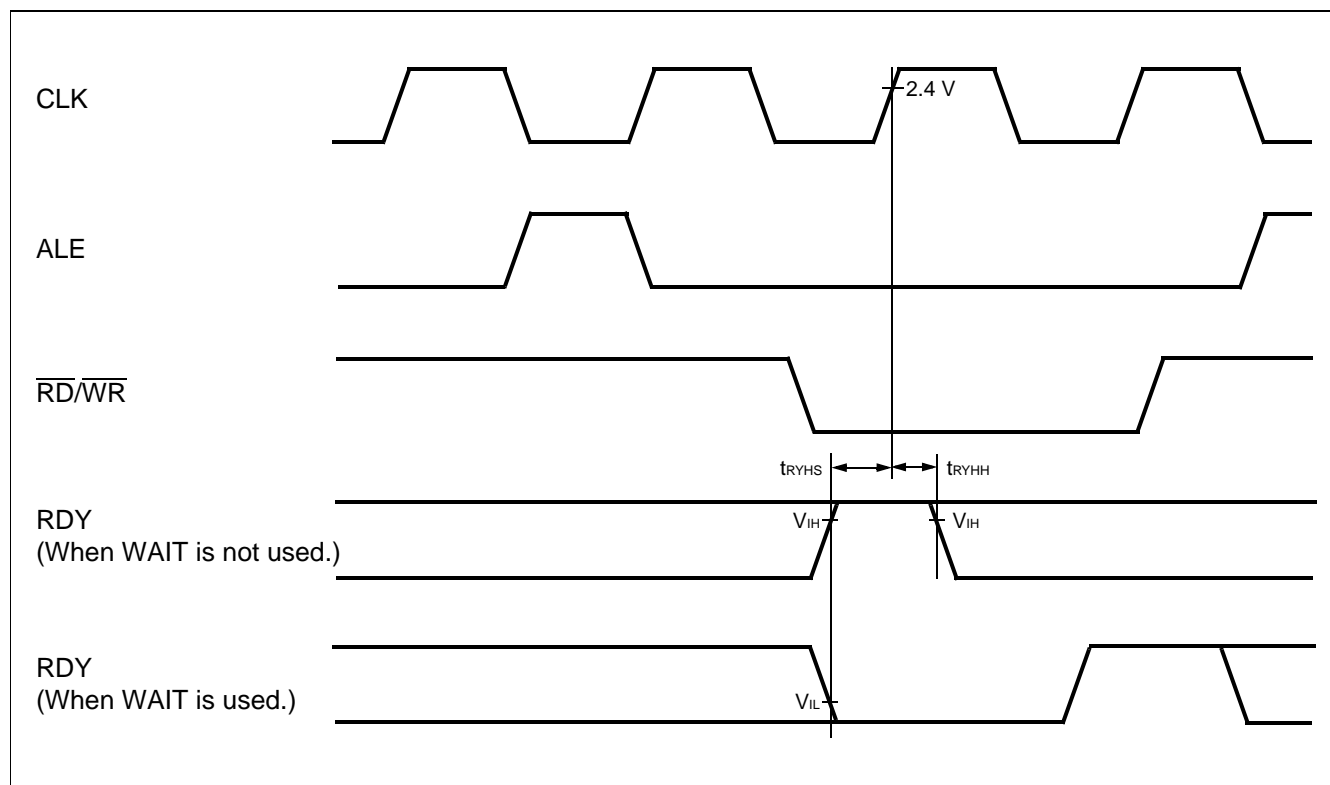 CLK
2.4 V
ALE
RD/WR
tRYHS
tRYHH
RDY
(When WAIT is not used.)
VIH
VIH
RDY
(When WAIT is used.)
VIL